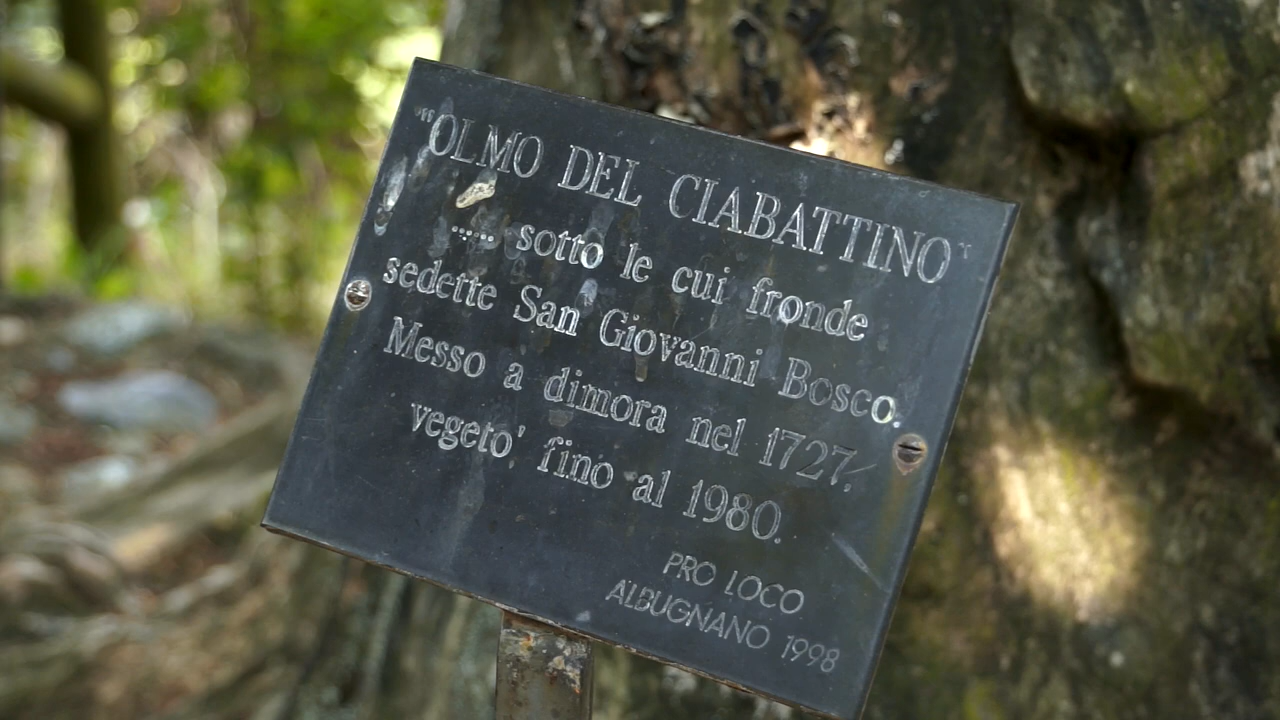 "OLMO DEL CIABATTINO"
..... sotto le cui fronde
sedette San Giovanni Bosco.
Messo a dimora nel 1727,
vegeto' fino al 1980.
PRO LOCO
ALBUGNANO 1998